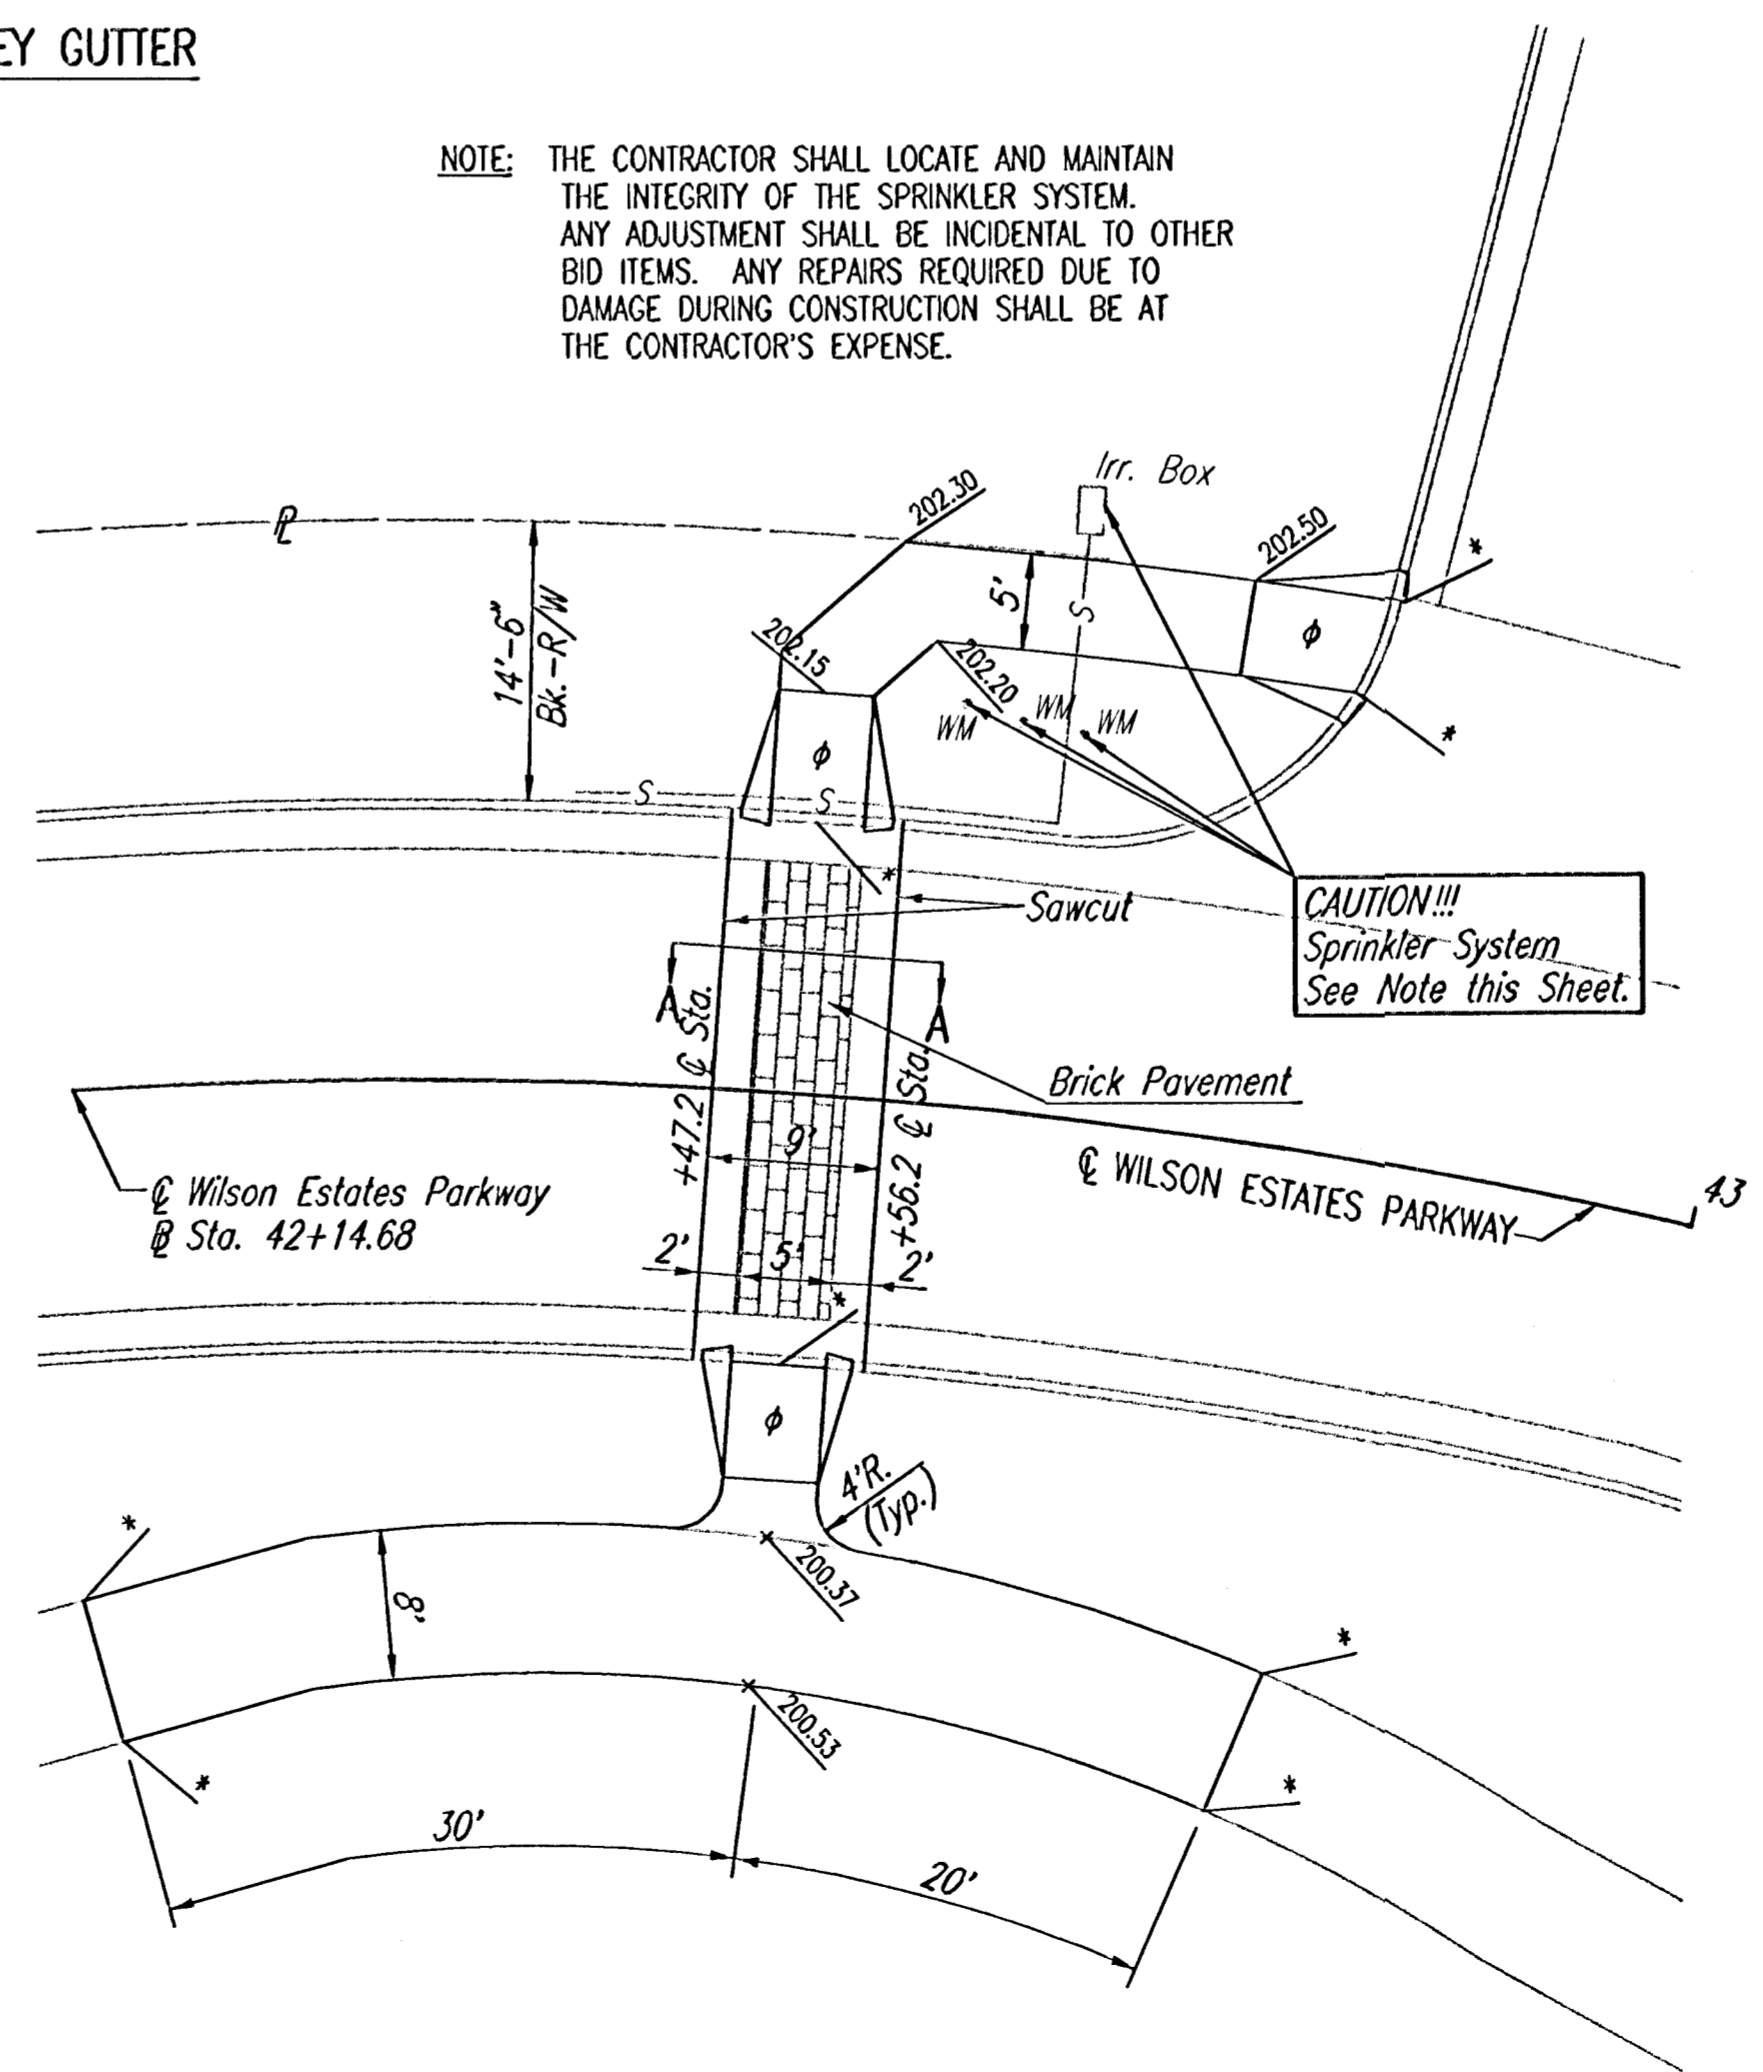 EY GUTTER
NOTE: THE CONTRACTOR SHALL LOCATE AND MAINTAIN
THE INTEGRITY OF THE SPRINKLER SYSTEM.
ANY ADJUSTMENT SHALL BE INCIDENTAL TO OTHER
BID ITEMS. ANY REPAIRS REQUIRED DUE TO
DAMAGE DURING CONSTRUCTION SHALL BE AT
THE CONTRACTOR'S EXPENSE.
Irr. Box
202.30
202.50
*
℄
14'-6"
Bk.-R/W
5'
S
ϕ
202.15
202.20
WM
WM
WM
*
ϕ
S
S
*
Sawcut
CAUTION!!!
Sprinkler System
See Note this Sheet.
A
A
+47.2 ℄ Sta.
+56.2 ℄ Sta.
Brick Pavement
9'
℄ Wilson Estates Parkway
Sta. 42+14.68
℄ WILSON ESTATES PARKWAY
43
2'
5'
2'
*
ϕ
4'R.
(Typ.)
*
200.37
8'
*
200.53
*
*
30'
20'